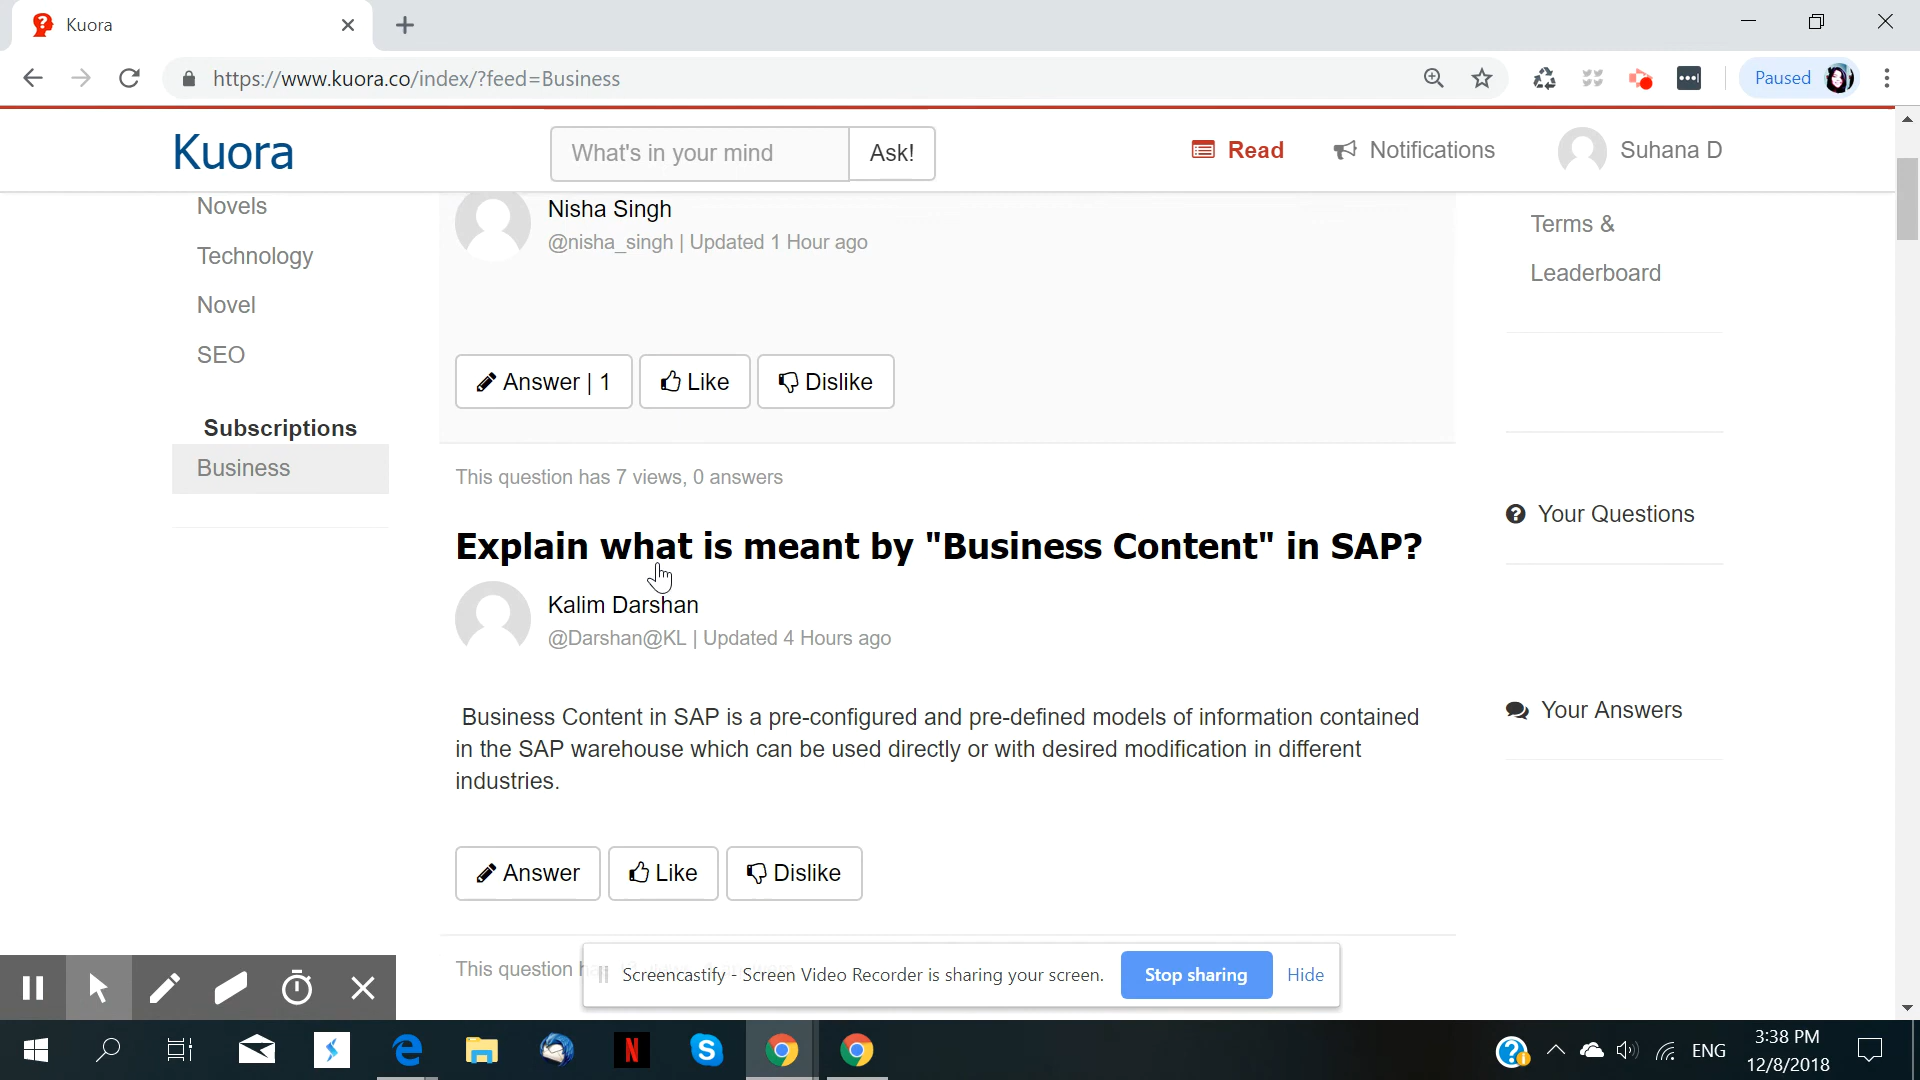 Kuora
https://www.kuora.co/index/?feed=Business
Paused
Kuora
What's in your mind
Ask!
Read
Notifications
Suhana D
Novels
Technology
Novel
SEO
Subscriptions
Business
Nisha Singh
@nisha_singh | Updated 1 Hour ago
Answer | 1
Like
Dislike
This question has 7 views, 0 answers
Explain what is meant by "Business Content" in SAP?
Kalim Darshan
@Darshan@KL | Updated 4 Hours ago
Business Content in SAP is a pre-configured and pre-defined models of information contained
in the SAP warehouse which can be used directly or with desired modification in different
industries.
Answer
Like
Dislike
This question
Terms &
Leaderboard
Your Questions
Your Answers
Screencastify - Screen Video Recorder is sharing your screen.
Stop sharing
Hide
N
S
ENG
3:38 PM
12/8/2018